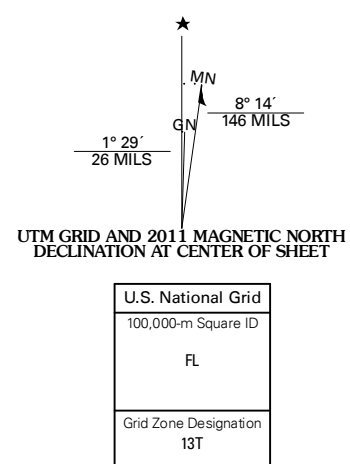 MN
8° 14´
146 MILS
GN
1° 29´
26 MILS
UTM GRID AND 2011 MAGNETIC NORTH
DECLINATION AT CENTER OF SHEET
U.S. National Grid
100,000-m Square ID
FL
Grid Zone Designation
13T